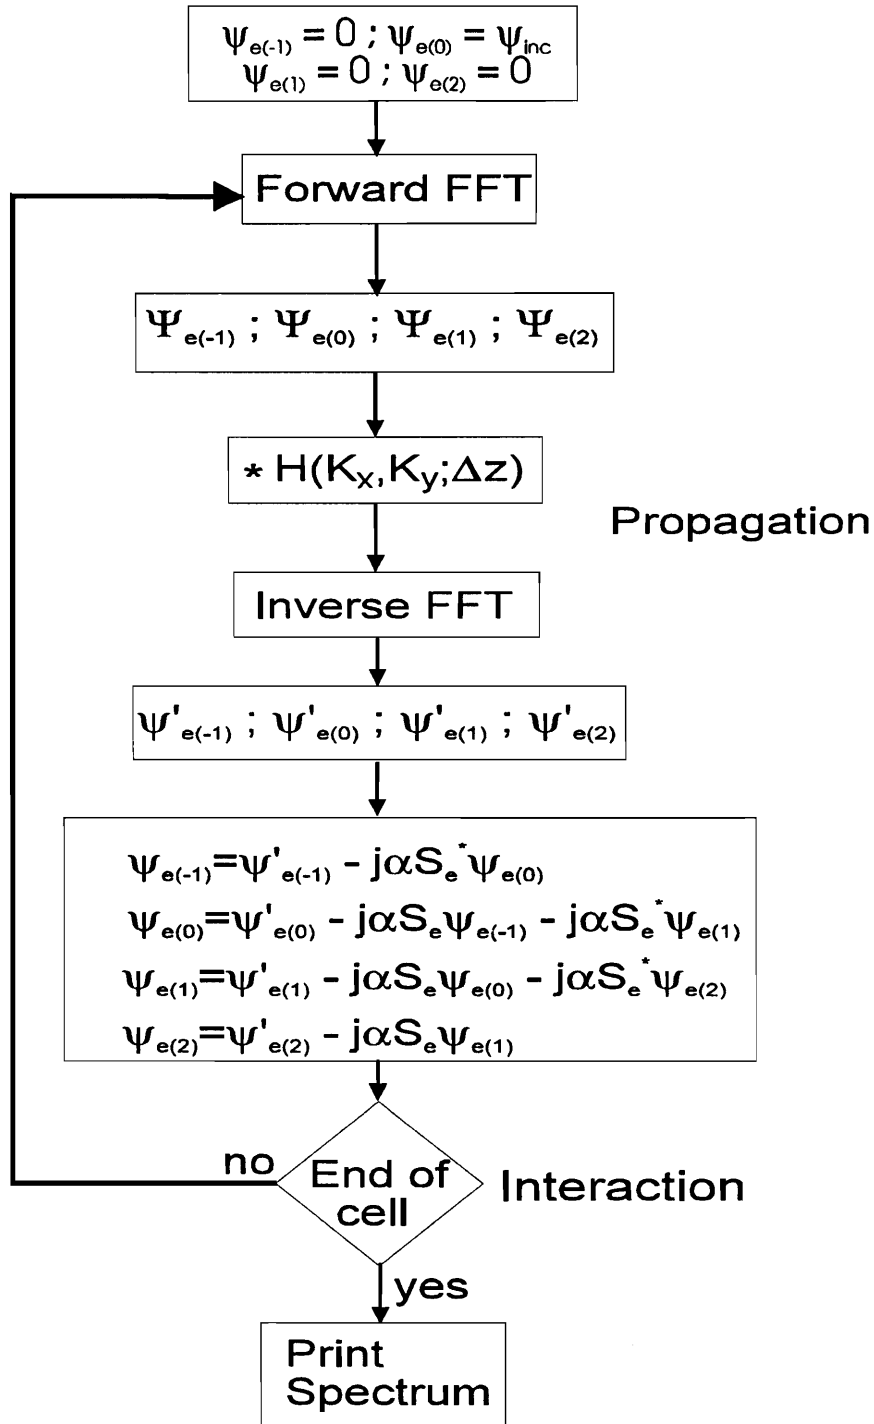 ψe(-1) = 0 ; ψe(0) = ψinc
ψe(1) = 0 ; ψe(2) = 0
Forward FFT
Ψe(-1) ; Ψe(0) ; Ψe(1) ; Ψe(2)
* H(Kx,Ky;Δz)
Propagation
Inverse FFT
ψ'e(-1) ; ψ'e(0) ; ψ'e(1) ; ψ'e(2)
ψe(-1)=ψ'e(-1) - jαSe*ψe(0)
ψe(0)=ψ'e(0) - jαSeψe(-1) - jαSe*ψe(1)
ψe(1)=ψ'e(1) - jαSeψe(0) - jαSe*ψe(2)
ψe(2)=ψ'e(2) - jαSeψe(1)
no
End of
cell
Interaction
yes
Print
Spectrum